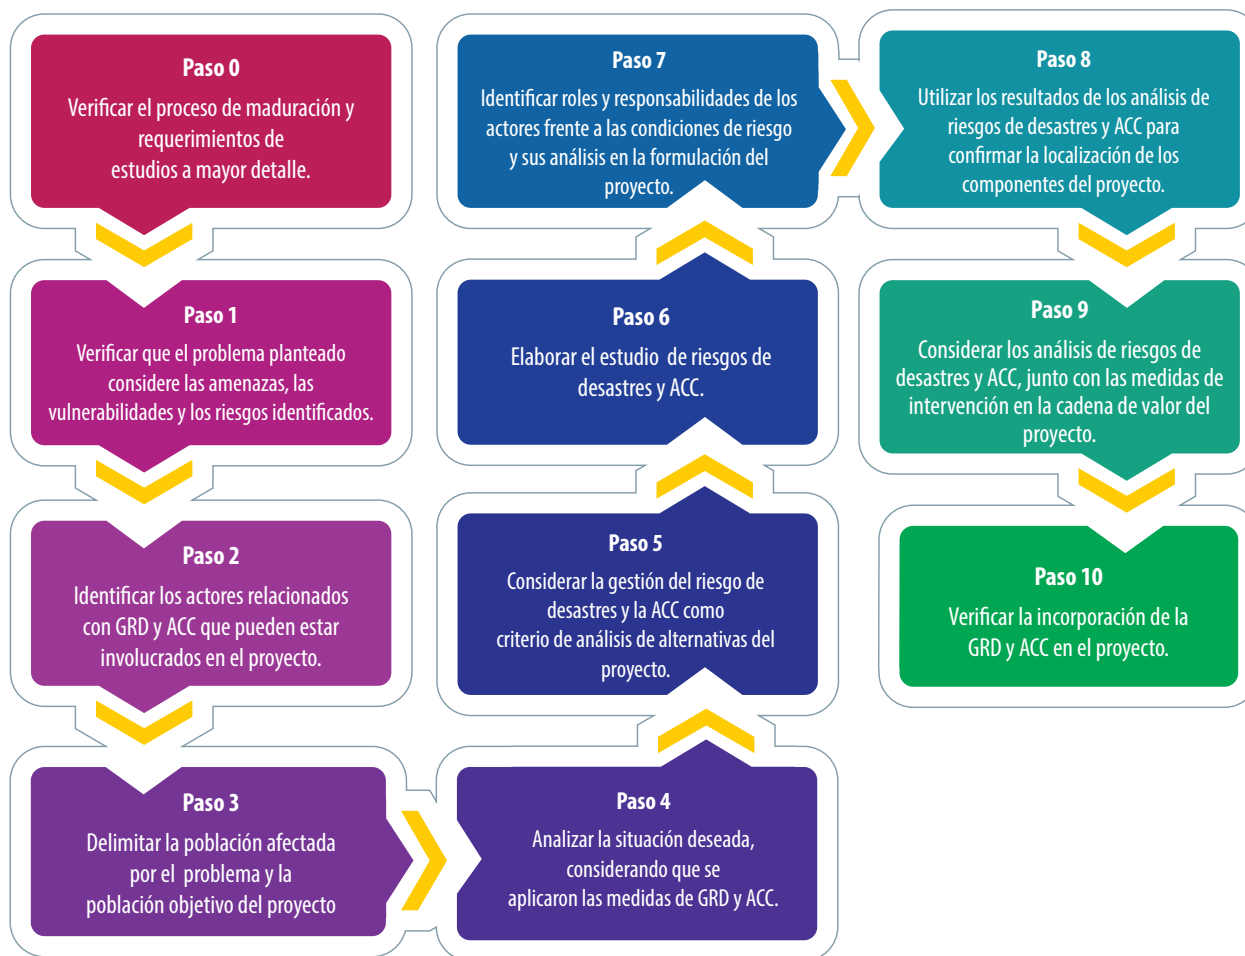 Paso 0
Verificar el proceso de maduración y
requerimientos de
estudios a mayor detalle.
Paso 1
Verificar que el problema planteado
considere las amenazas, las
vulnerabilidades y los riesgos identificados.
Paso 2
Identificar los actores relacionados
con GRD y ACC que pueden estar
involucrados en el proyecto.
Paso 3
Delimitar la población afectada
por el problema y la
población objetivo del proyecto
Paso 4
Analizar la situación deseada,
considerando que se
aplicaron las medidas de GRD y ACC.
Paso 5
Considerar la gestión del riesgo de
desastres y la ACC como
criterio de análisis de alternativas del
proyecto.
Paso 6
Elaborar el estudio de riesgos de
desastres y ACC.
Paso 7
Identificar roles y responsabilidades de los
actores frente a las condiciones de riesgo
y sus análisis en la formulación del
proyecto.
Paso 8
Utilizar los resultados de los análisis de
riesgos de desastres y ACC para
confirmar la localización de los
componentes del proyecto.
Paso 9
Considerar los análisis de riesgos de
desastres y ACC, junto con las medidas de
intervención en la cadena de valor del
proyecto.
Paso 10
Verificar la incorporación de la
GRD y ACC en el proyecto.